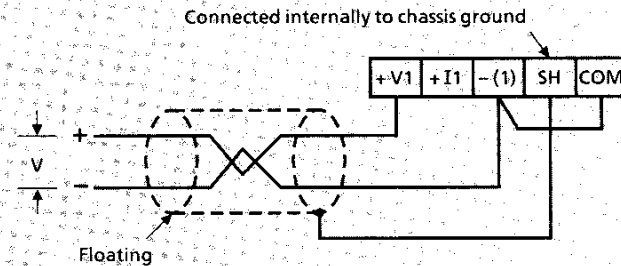 Connected internally to chassis ground
+V1 +I1 -(1) SH COM
+
V
-
Floating